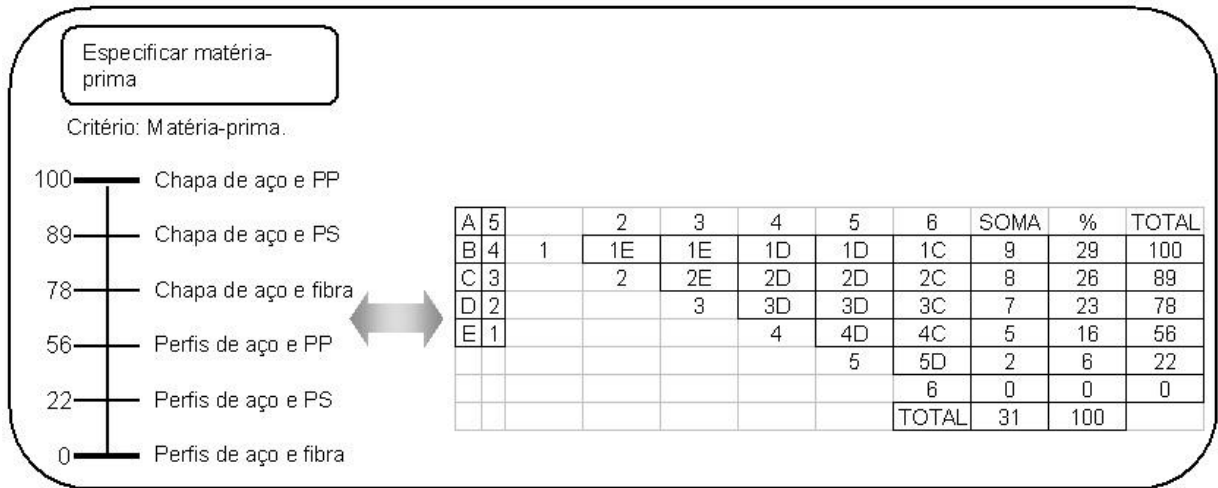 Especificar matéria-
prima
Critério: Matéria-prima.
100 Chapa de aço e PP
89 Chapa de aço e PS
78 Chapa de aço e fibra
56 Perfis de aço e PP
22 Perfis de aço e PS
0 Perfis de aço e fibra
A 5 2 3 4 5 6 SOMA % TOTAL
B 4 1 1E 1E 1D 1D 1C 9 29 100
C 3 2 2E 2D 2D 2C 8 26 89
D 2 3 3D 3D 3C 7 23 78
E 1 4 4D 4C 5 16 56
5 5D 2 6 22
6 0 0 0
TOTAL 31 100